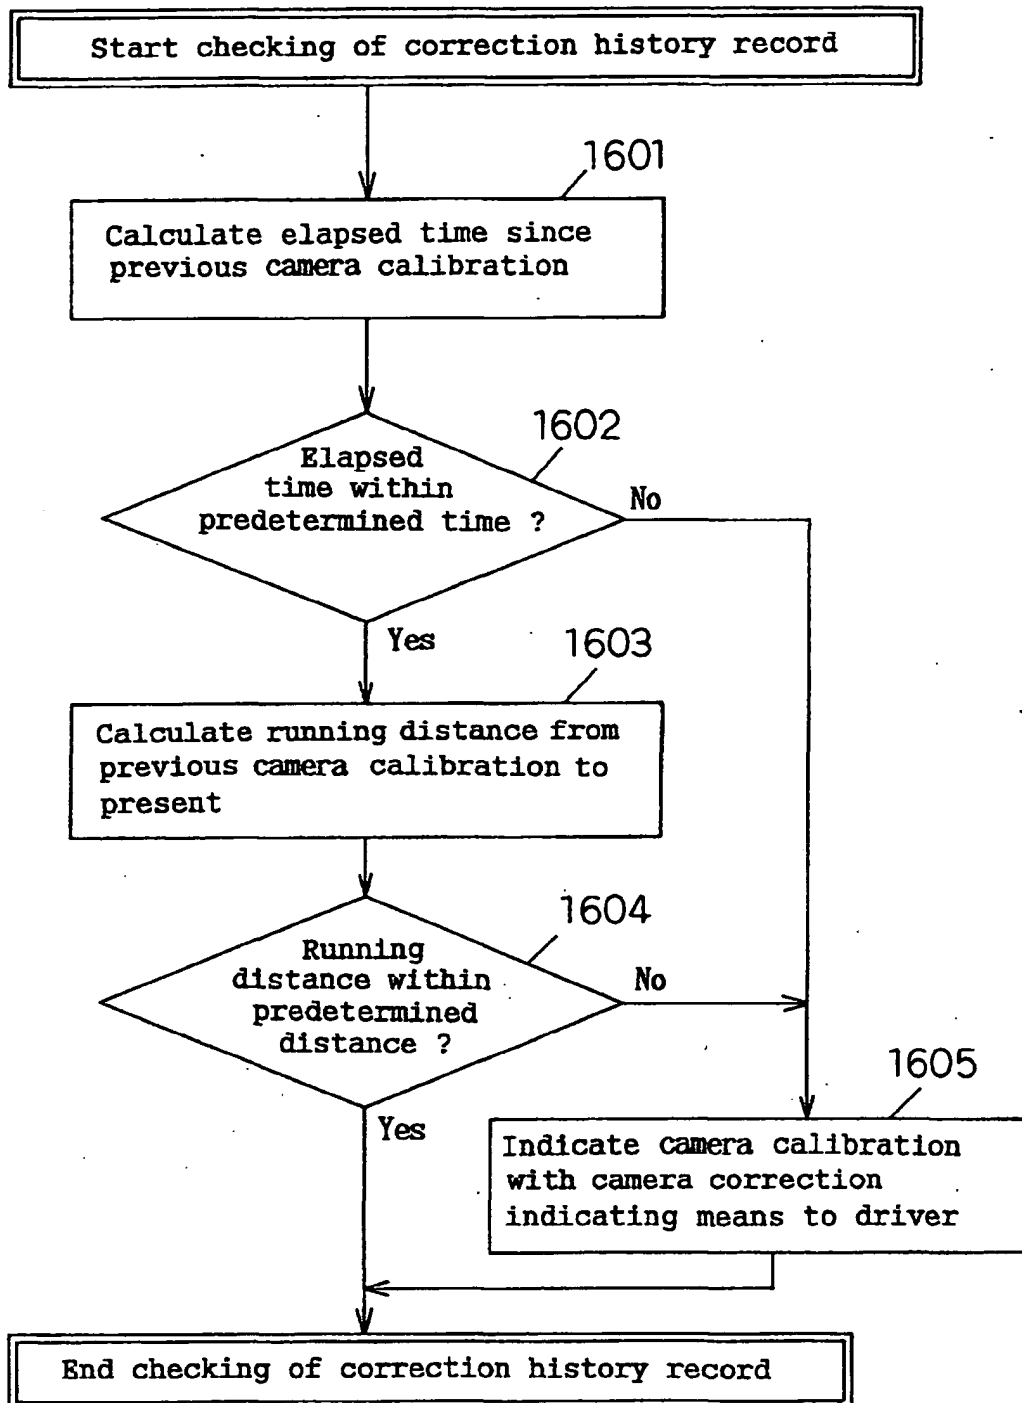 Start checking of correction history record
1601
Calculate elapsed time since
previous camera calibration
1602
Elapsed
time within
predetermined time ?
No
Yes
1603
Calculate running distance from
previous camera calibration to
present
1604
Running
distance within
predetermined
distance ?
No
Yes
1605
Indicate camera calibration
with camera correction
indicating means to driver
End checking of correction history record